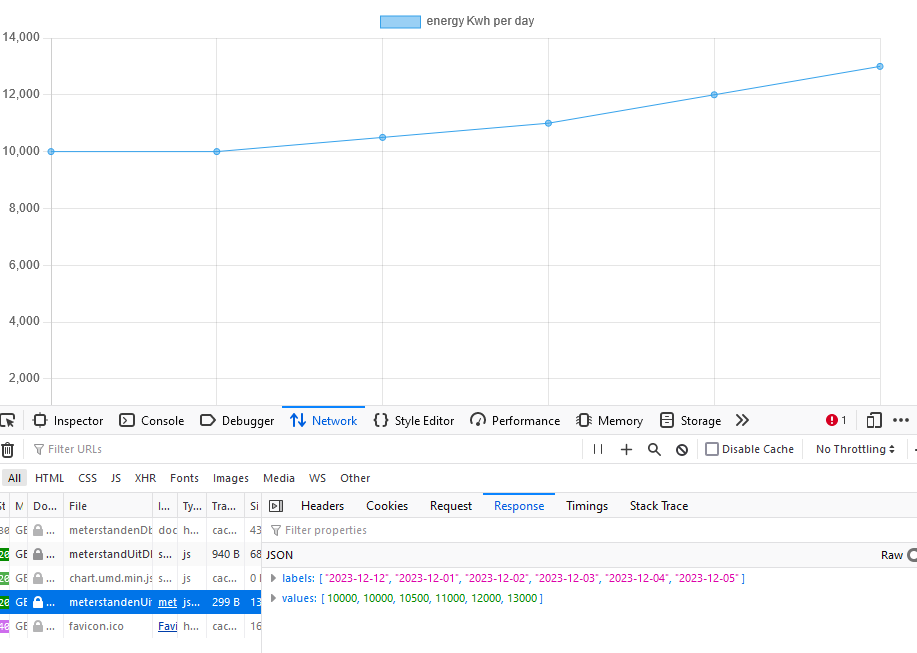 energy Kwh per day
14,000
12,000
10,000
8,000
6,000
4,000
2,000
Inspector Console Debugger Network Style Editor Performance Memory Storage 1
Filter URLs Disable Cache No Throttling
All HTML CSS JS XHR Fonts Images Media WS Other
St M Do... File I... Ty... Tra... Si Headers Cookies Request Response Timings Stack Trace
GE ... meterstandenDb doc h... cac... 43 Filter properties
20 GE ... meterstandUitDl s... js 940 B 68 JSON Raw
20 GE ... chart.umd.min.js s... js cac... 0 labels: [ "2023-12-12", "2023-12-01", "2023-12-02", "2023-12-03", "2023-12-04", "2023-12-05" ]
20 GE ... meterstandenUi met js... 299 B 13 values: [ 10000, 10000, 10500, 11000, 12000, 13000 ]
40 GE ... favicon.ico Favi h... cac... 16